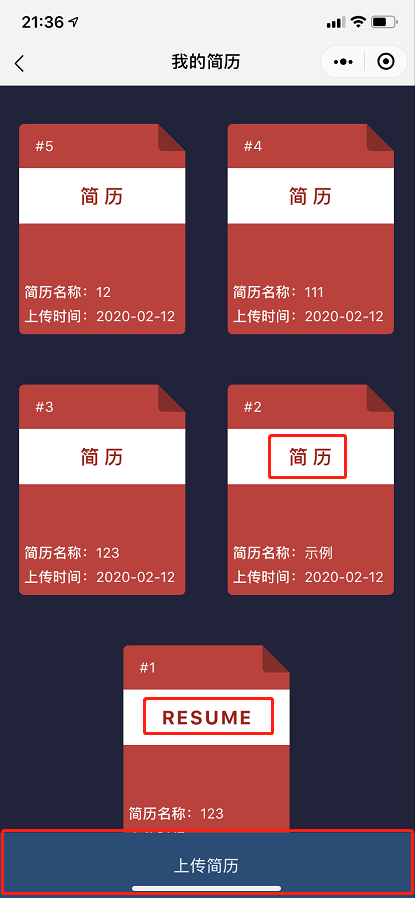 21:36
我的简历
#5
简历
简历名称：12
上传时间：2020-02-12
#4
简历
简历名称：111
上传时间：2020-02-12
#3
简历
简历名称：123
上传时间：2020-02-12
#2
简历
简历名称：示例
上传时间：2020-02-12
#1
RESUME
简历名称：123
上传简历